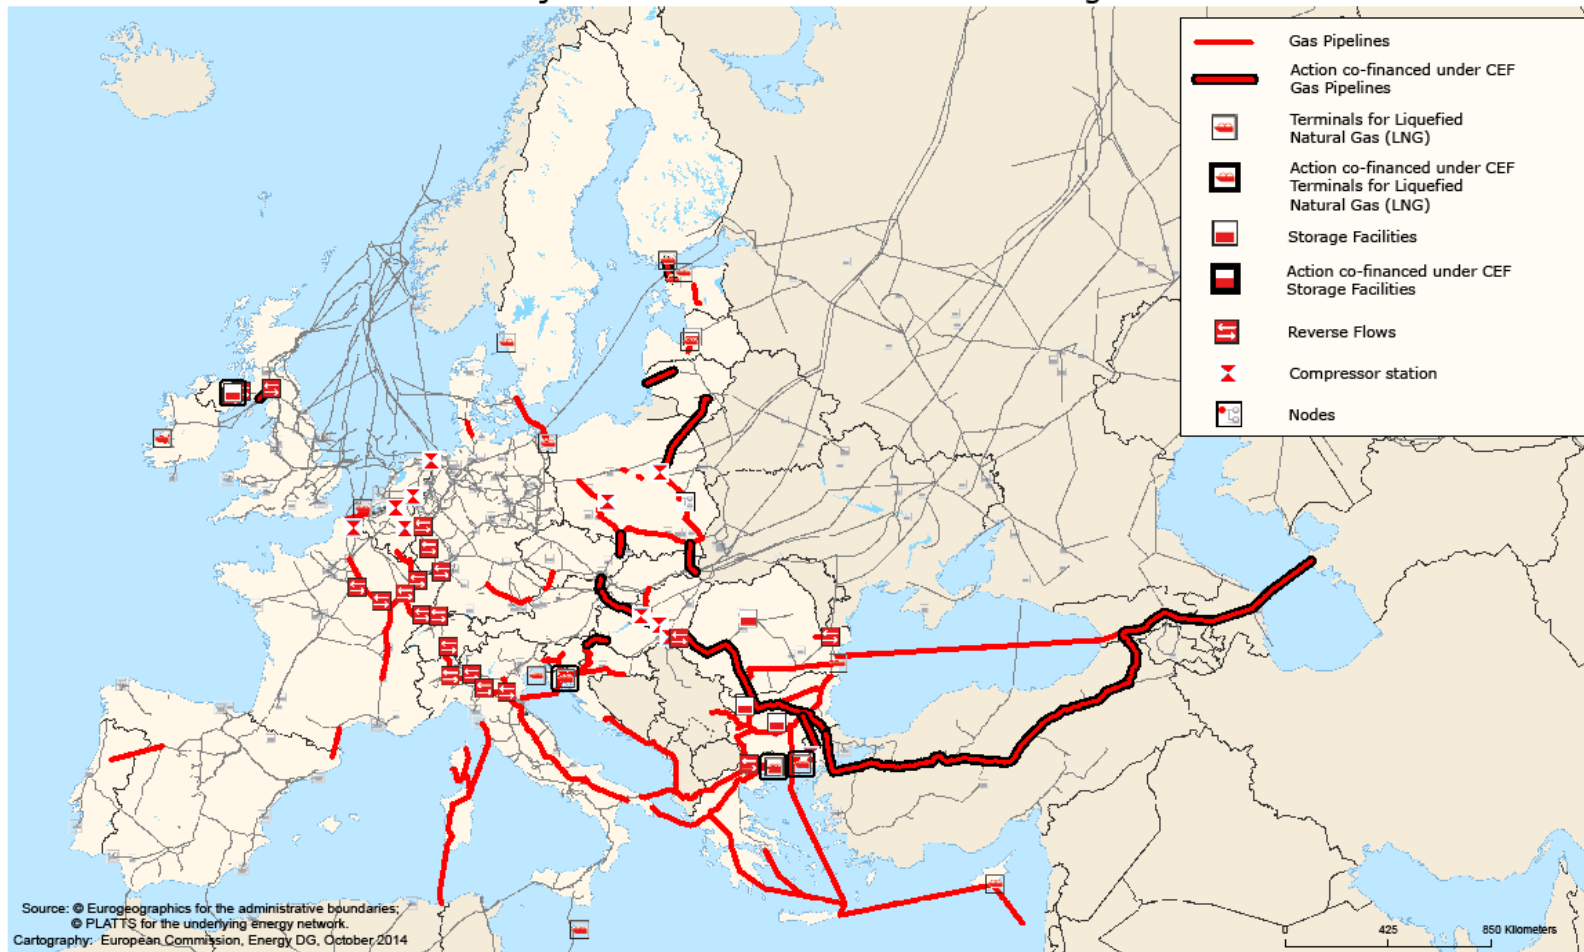 Gas Pipelines
Action co-financed under CEF
Gas Pipelines
Terminals for Liquefied
Natural Gas (LNG)
Action co-financed under CEF
Terminals for Liquefied
Natural Gas (LNG)
Storage Facilities
Action co-financed under CEF
Storage Facilities
Reverse Flows
Compressor station
Nodes
Source: © Eurogeographics for the administrative boundaries;
© PLATTS for the underlying energy network.
Cartography: European Commission, Energy DG, October 2014
0 425 850 Kilometers